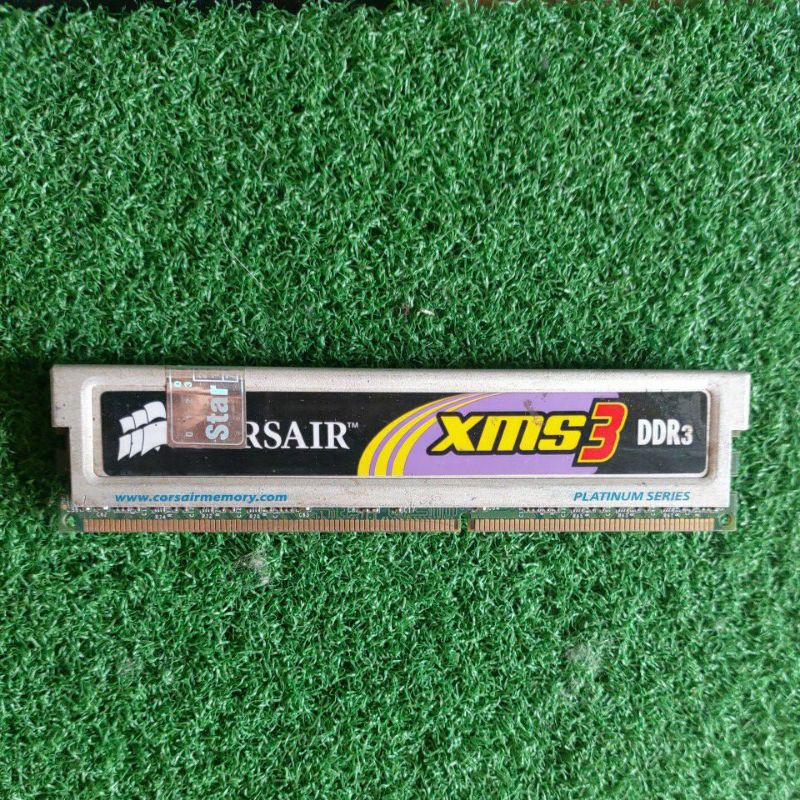 Star
RSAIR™
XMS3
DDR3
www.corsairmemory.com
PLATINUM SERIES